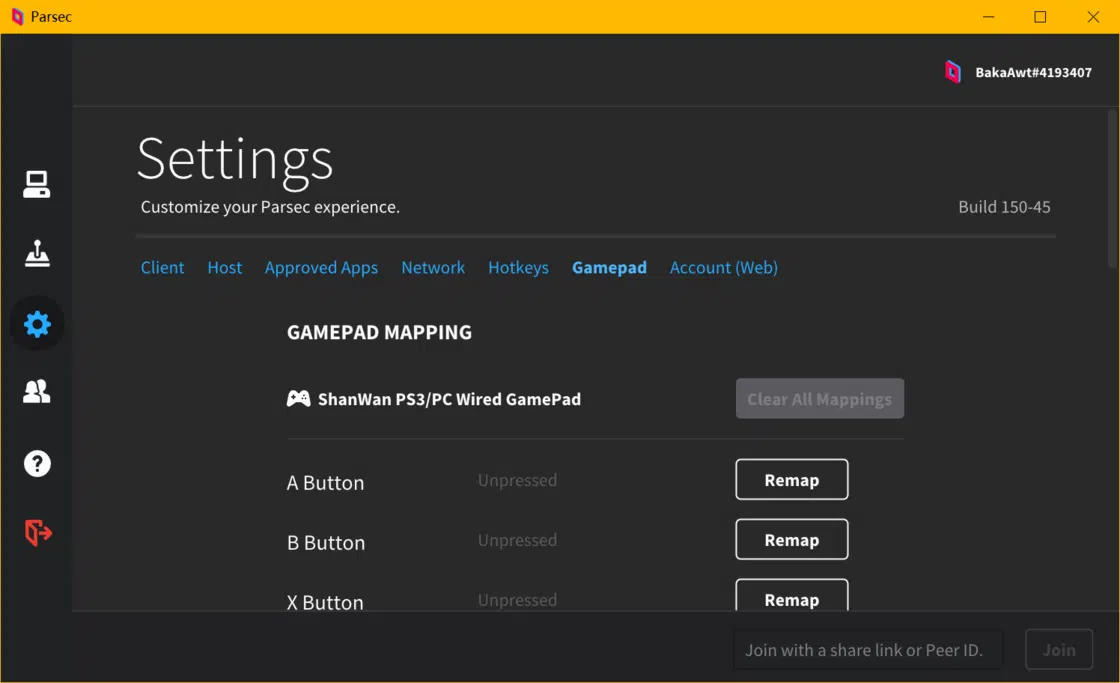 Parsec
BakaAwt#4193407
Settings
Customize your Parsec experience.
Build 150-45
Client Host Approved Apps Network Hotkeys Gamepad Account (Web)
GAMEPAD MAPPING
ShanWan PS3/PC Wired GamePad Clear All Mappings
A Button Unpressed Remap
B Button Unpressed Remap
X Button Unpressed Remap
Join with a share link or Peer ID. Join